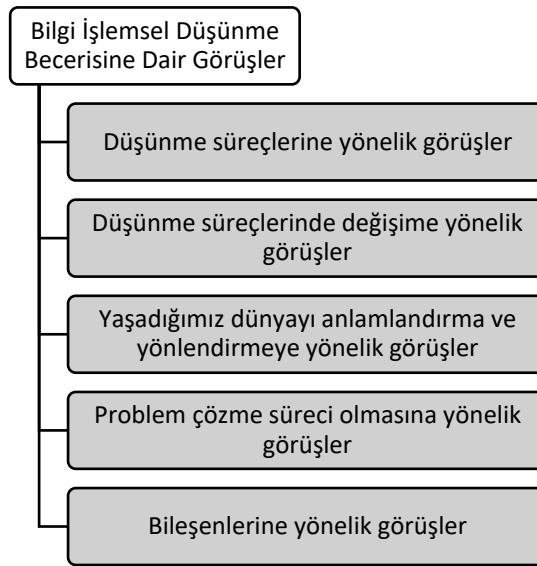 Bilgi İşlemsel Düşünme
Becerisine Dair Görüşler
Düşünme süreçlerine yönelik görüşler
Düşünme süreçlerinde değişime yönelik
görüşler
Yaşadığımız dünyayı anlamlandırma ve
yönlendirmeye yönelik görüşler
Problem çözme süreci olmasına yönelik
görüşler
Bileşenlerine yönelik görüşler